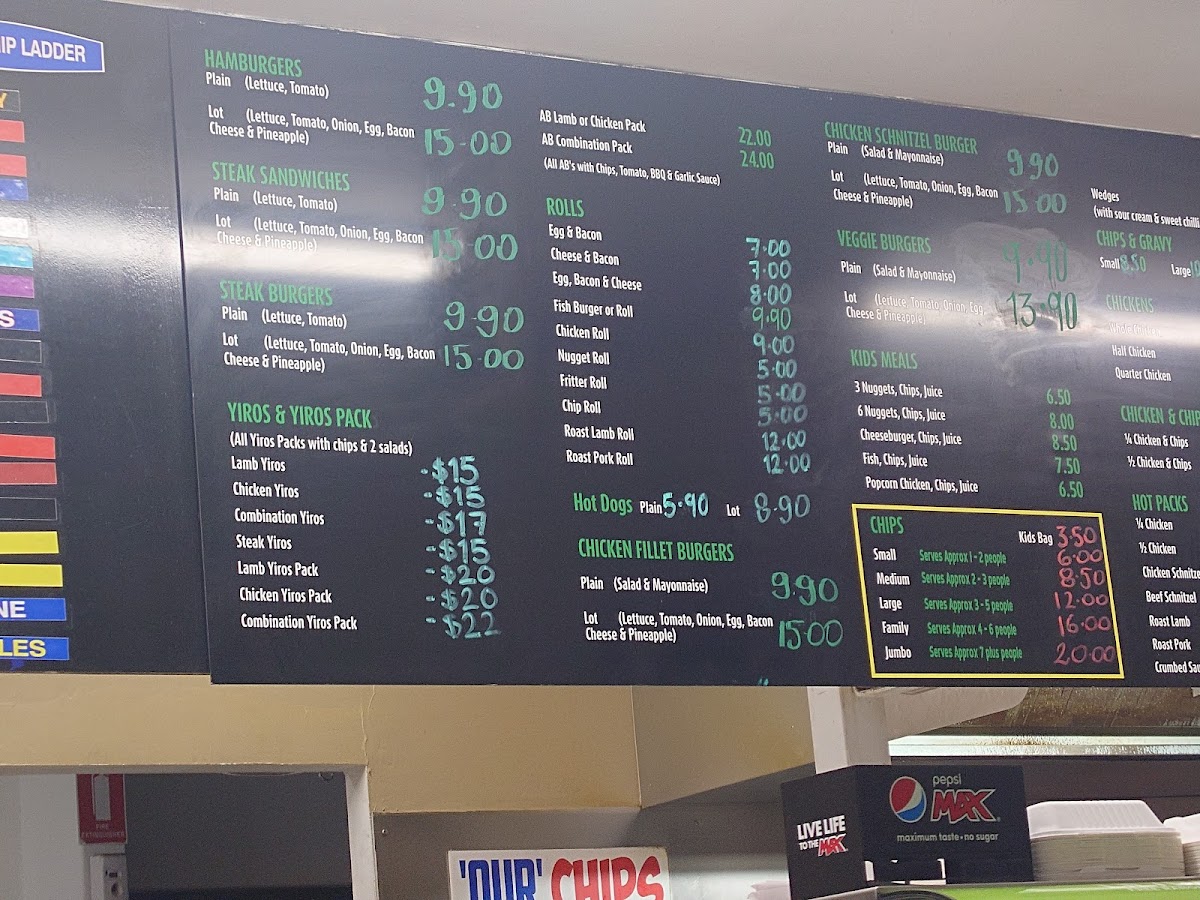 IP LADDER
Y
S
NE
LES
HAMBURGERS
Plain (Lettuce, Tomato) 9.90
Lot (Lettuce, Tomato, Onion, Egg, Bacon
Cheese & Pineapple) 15.00
STEAK SANDWICHES
Plain (Lettuce, Tomato) 9.90
Lot (Lettuce, Tomato, Onion, Egg, Bacon
Cheese & Pineapple) 15.00
STEAK BURGERS
Plain (Lettuce, Tomato) 9.90
Lot (Lettuce, Tomato, Onion, Egg, Bacon
Cheese & Pineapple) 15.00
YIROS & YIROS PACK
(All Yiros Packs with chips & 2 salads)
Lamb Yiros -$15
Chicken Yiros -$15
Combination Yiros -$17
Steak Yiros -$15
Lamb Yiros Pack -$20
Chicken Yiros Pack -$20
Combination Yiros Pack -$22
AB Lamb or Chicken Pack 22.00
AB Combination Pack 24.00
(All AB's with Chips, Tomato, BBQ & Garlic Sauce)
ROLLS
Egg & Bacon 7.00
Cheese & Bacon 7.00
Egg, Bacon & Cheese 8.00
Fish Burger or Roll 9.90
Chicken Roll 9.00
Nugget Roll 5.00
Fritter Roll 5.00
Chip Roll 5.00
Roast Lamb Roll 12.00
Roast Pork Roll 12.00
Hot Dogs Plain 5.90 Lot 8.90
CHICKEN FILLET BURGERS
Plain (Salad & Mayonnaise) 9.90
Lot (Lettuce, Tomato, Onion, Egg, Bacon
Cheese & Pineapple) 15.00
CHICKEN SCHNITZEL BURGER
Plain (Salad & Mayonnaise) 9.90
Lot (Lettuce, Tomato, Onion, Egg, Bacon
Cheese & Pineapple) 15.00
VEGGIE BURGERS
Plain (Salad & Mayonnaise) 9.90
Lot (Lettuce, Tomato, Onion, Egg,
Cheese & Pineapple) 13.90
KIDS MEALS
3 Nuggets, Chips, Juice 6.50
6 Nuggets, Chips, Juice 8.00
Cheeseburger, Chips, Juice 8.50
Fish, Chips, Juice 7.50
Popcorn Chicken, Chips, Juice 6.50
CHIPS Kids Bag 3.50
Small Serves Approx 1 - 2 people 6.00
Medium Serves Approx 2 - 3 people 8.50
Large Serves Approx 3 - 5 people 12.00
Family Serves Approx 4 - 6 people 16.00
Jumbo Serves Approx 7 plus people 20.00
Wedges
(with sour cream & sweet chilli
CHIPS & GRAVY
Small 8.50 Large
CHICKENS
Whole Chicken
Half Chicken
Quarter Chicken
CHICKEN & CHIP
¼ Chicken & Chips
½ Chicken & Chips
HOT PACKS
¼ Chicken
½ Chicken
Chicken Schnitze
Beef Schnitzel
Roast Lamb
Roast Pork
Crumbed Sau
FIRE
EXTINGUISHER
'OUR' CHIPS
LIVE LIFE
TO THE MAX
pepsi
MAX
maximum taste • no sugar